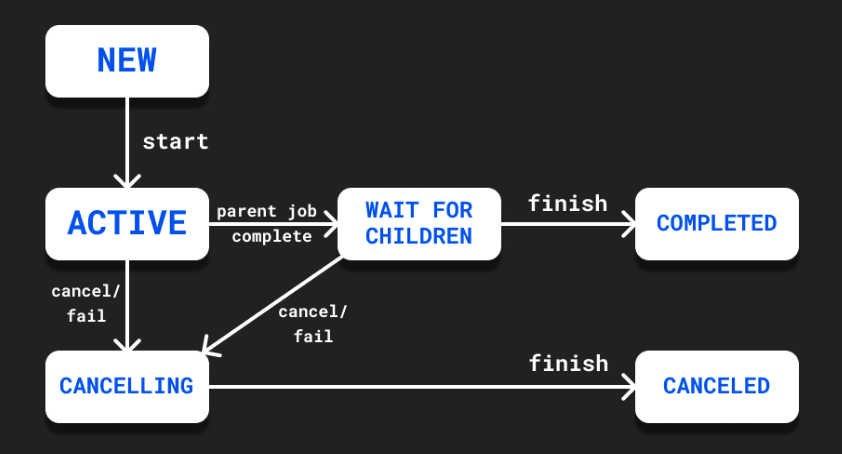 NEW
start
ACTIVE
parent job
complete
WAIT FOR
CHILDREN
finish
COMPLETED
cancel/
fail
cancel/
fail
CANCELLING
finish
CANCELED